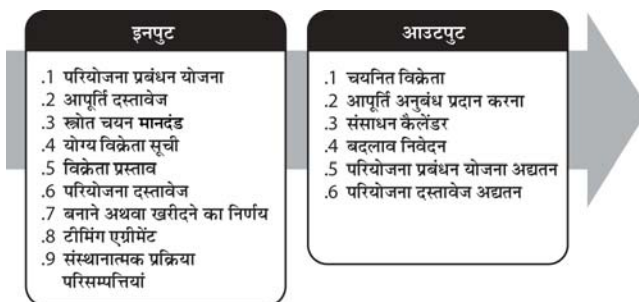 इनपुट
.1 परियोजना प्रबंधन योजना
.2 आपूर्ति दस्तावेज
.3 स्त्रोत चयन मानदंड
.4 योग्य विक्रेता सूची
.5 विक्रेता प्रस्ताव
.6 परियोजना दस्तावेज
.7 बनाने अथवा खरीदने का निर्णय
.8 टीमिंग एग्रीमेंट
.9 संस्थानात्मक प्रक्रिया
परिसम्पत्तियां
आउटपुट
.1 चयनित विक्रेता
.2 आपूर्ति अनुबंध प्रदान करना
.3 संसाधन कैलेंडर
.4 बदलाव निवेदन
.5 परियोजना प्रबंधन योजना अद्यतन
.6 परियोजना दस्तावेज अद्यतन